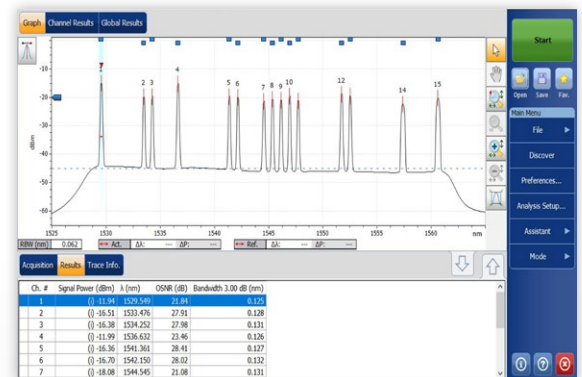 Graph Channel Results Global Results
Start
Open Save Fav.
Main Menu
File
Discover
Preferences...
Analysis Setup...
Assistant
Mode
dBm
-10
-20
-30
-40
-50
-60
2 3 4 5 6 7 8 9 10 12 14 15
1525 1530 1535 1540 1545 1550 1555 1560 nm
RBW (nm) 0.062 Act. Δλ: --- ΔP: --- Ref. Δλ: --- ΔP: ---
Acquisition Results Trace Info.
Ch. # Signal Power (dBm) λ (nm) OSNR (dB) Bandwidth 3.00 dB (nm)
1 (i) -11.94 1529.549 21.84 0.125
2 (i) -16.51 1533.476 27.91 0.128
3 (i) -16.38 1534.252 27.98 0.131
4 (i) -11.99 1536.632 23.46 0.126
5 (i) -16.36 1541.361 28.41 0.127
6 (i) -16.70 1542.150 28.02 0.132
7 (i) -18.08 1544.545 21.08 0.131